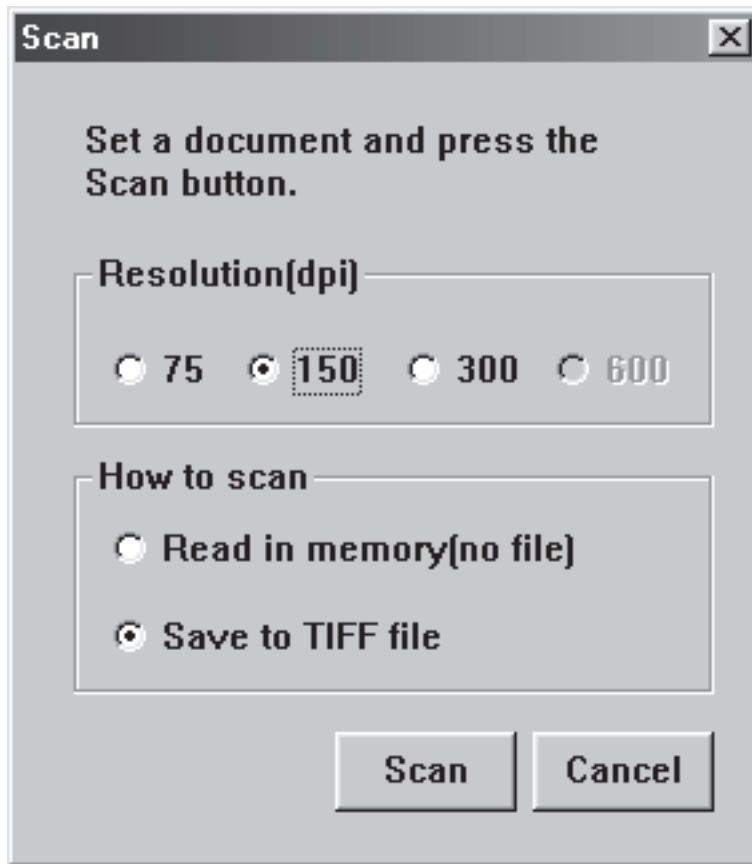 Scan
Set a document and press the
Scan button.
Resolution(dpi)
75 150 300 600
How to scan
Read in memory(no file)
Save to TIFF file
Scan Cancel